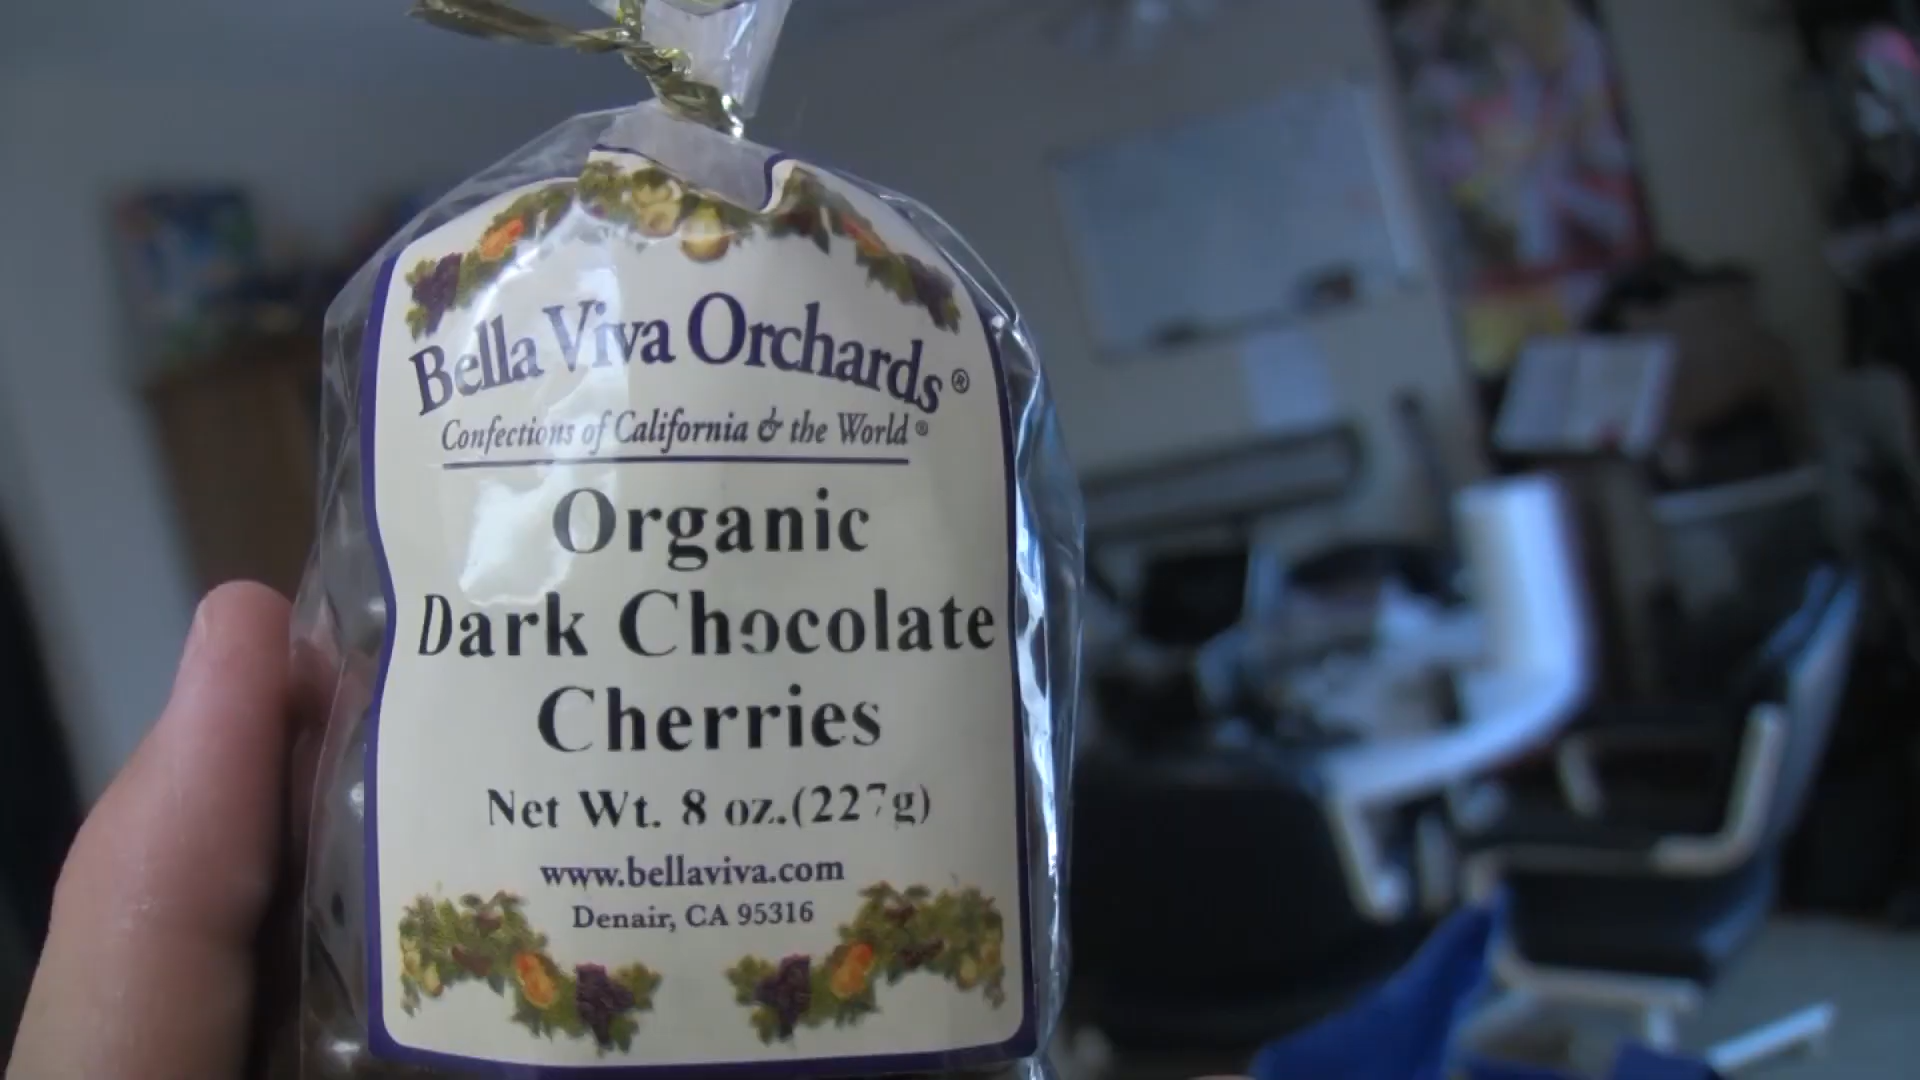 Bella Viva Orchards®
Confections of California & the World®
Organic
Dark Chocolate
Cherries
Net Wt. 8 oz.(227g)
www.bellaviva.com
Denair, CA 95316